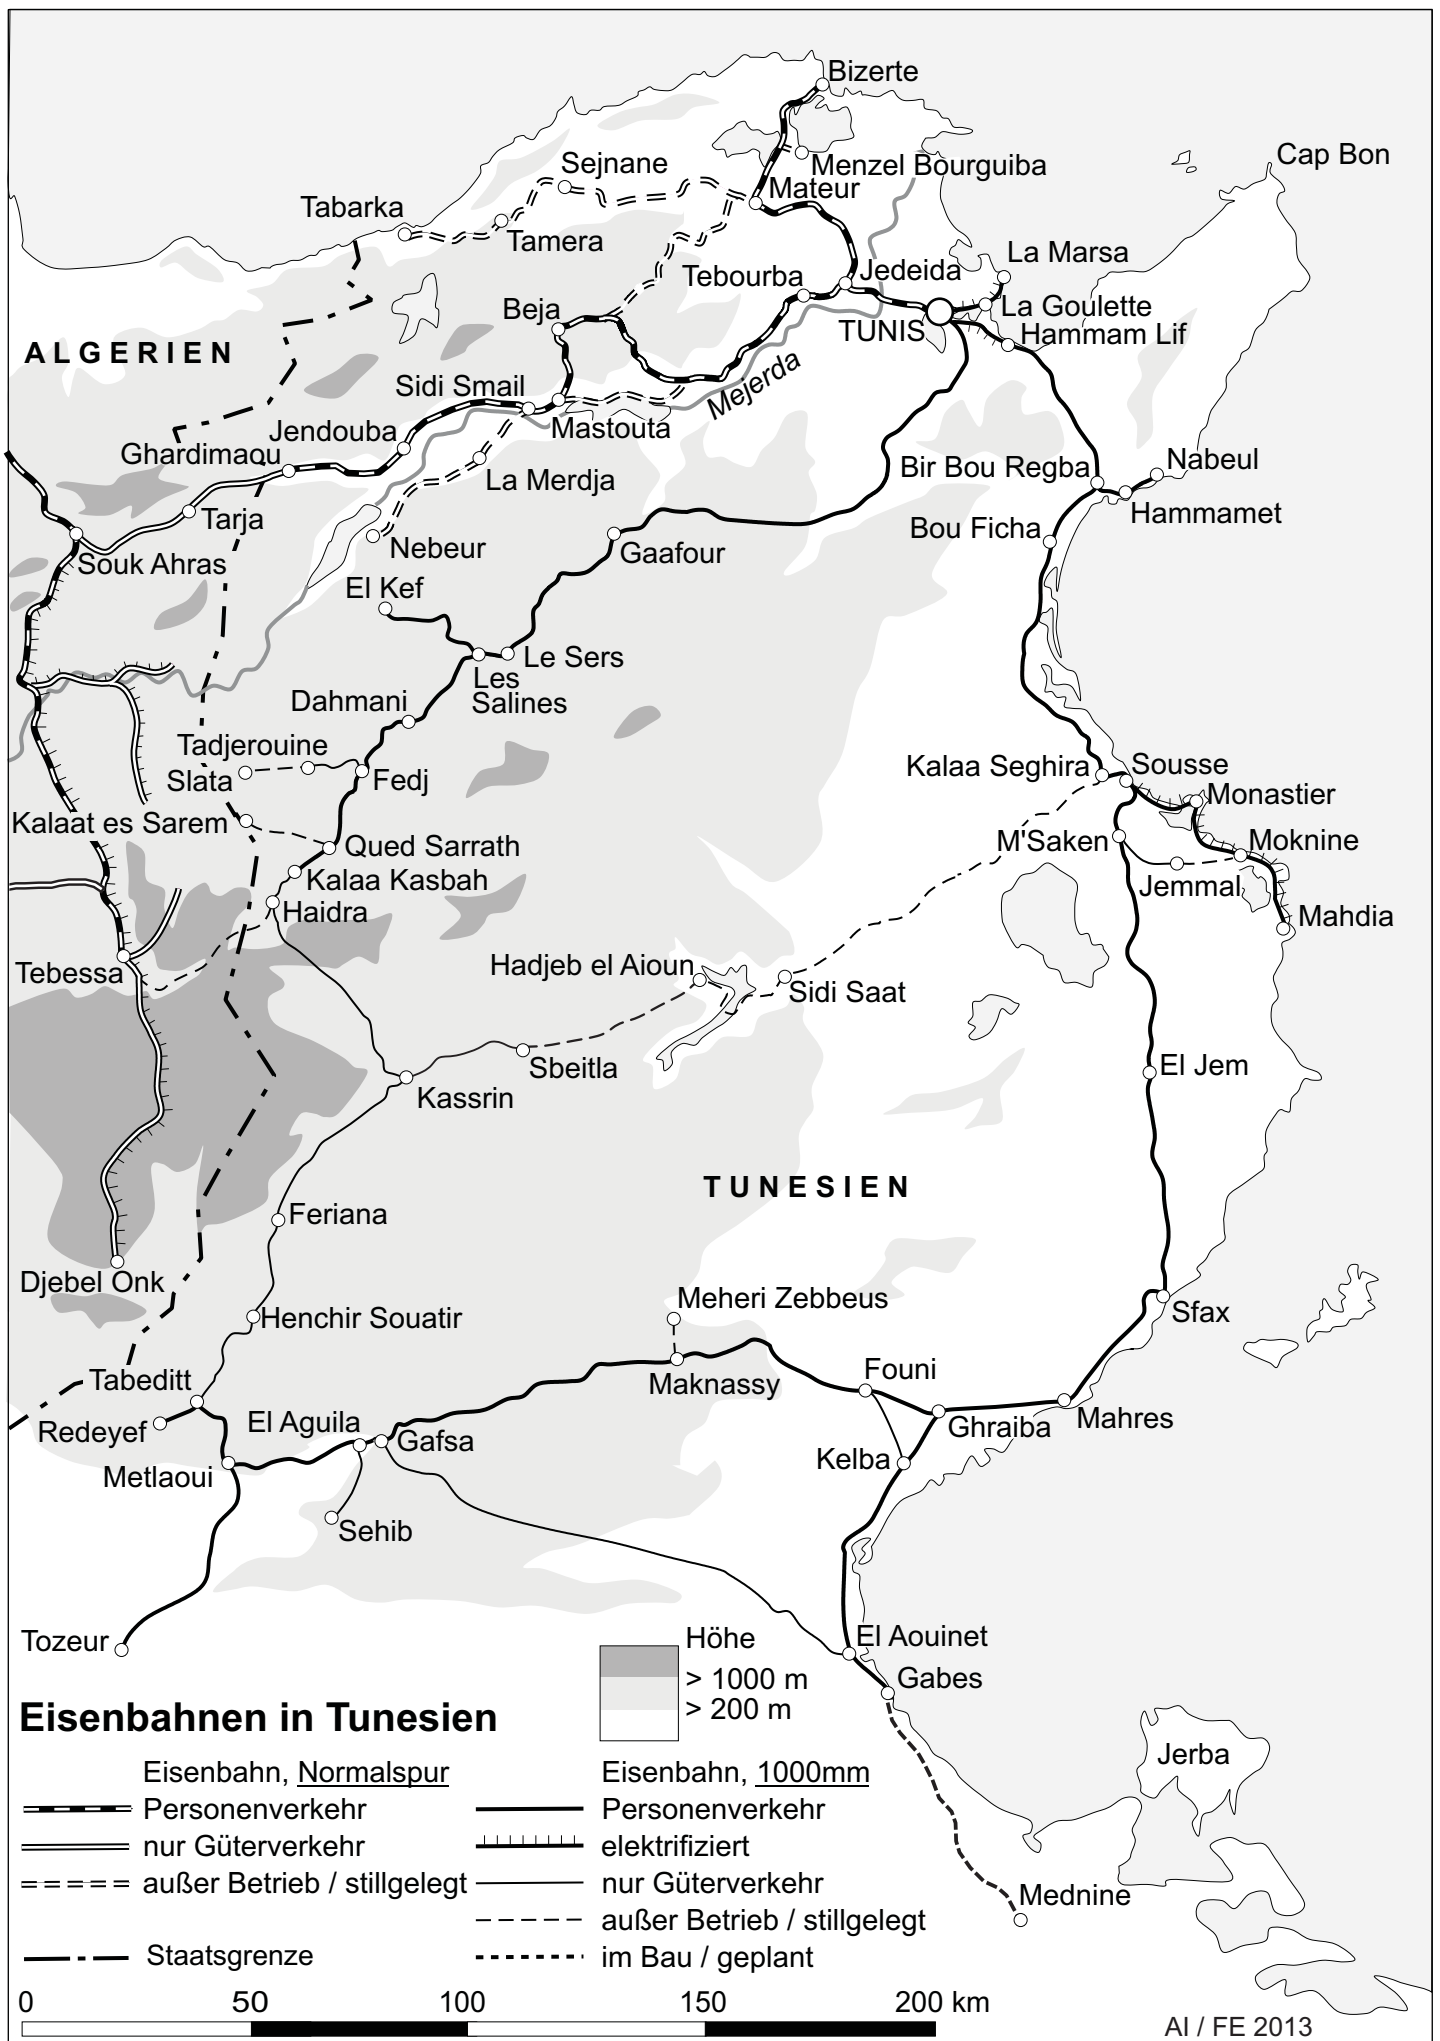 Bizerte
Cap Bon
Sejnane
Menzel Bourguiba
Mateur
Tabarka
Tamera
La Marsa
Tebourba
Jedeida
La Goulette
Beja
TUNIS
Hammam Lif
ALGERIEN
Mejerda
Sidi Smail
Mastouta
Jendouba
Ghardimaou
La Merdja
Bir Bou Regba
Nabeul
Tarja
Hammamet
Bou Ficha
Nebeur
Gaafour
Souk Ahras
El Kef
Le Sers
Les
Salines
Dahmani
Tadjerouine
Slata
Fedj
Kalaa Seghira
Sousse
Monastier
Kalaat es Sarem
Qued Sarrath
M'Saken
Moknine
Kalaa Kasbah
Jemmal
Haidra
Mahdia
Tebessa
Hadjeb el Aioun
Sidi Saat
Sbeitla
El Jem
Kassrin
TUNESIEN
Feriana
Djebel Onk
Meheri Zebbeus
Henchir Souatir
Sfax
Tabeditt
Founi
Maknassy
Redeyef
El Aguila
Gafsa
Ghraiba
Mahres
Metlaoui
Kelba
Sehib
Tozeur
El Aouinet
Gabes
Höhe
> 1000 m
> 200 m
Jerba
Mednine
Eisenbahnen in Tunesien
Eisenbahn, Normalspur
Personenverkehr
nur Güterverkehr
außer Betrieb / stillgelegt
Staatsgrenze
Eisenbahn, 1000mm
Personenverkehr
elektrifiziert
nur Güterverkehr
außer Betrieb / stillgelegt
im Bau / geplant
0 50 100 150 200 km
AI / FE 2013